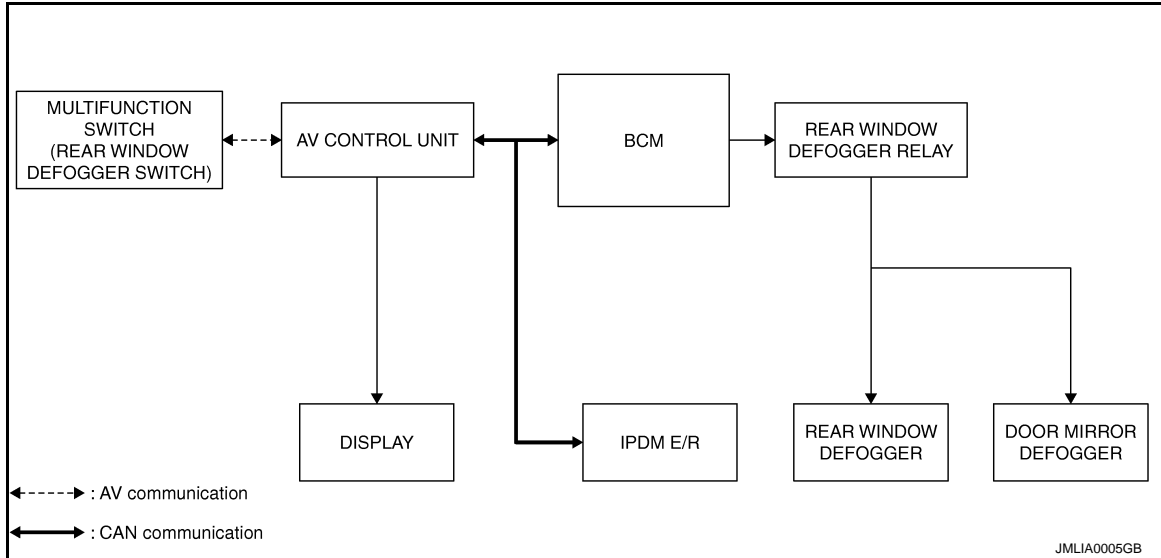 MULTIFUNCTION
SWITCH
(REAR WINDOW
DEFOGGER SWITCH)
AV CONTROL UNIT
BCM
REAR WINDOW
DEFOGGER RELAY
DISPLAY
IPDM E/R
REAR WINDOW
DEFOGGER
DOOR MIRROR
DEFOGGER
: AV communication
: CAN communication
JMLIA0005GB